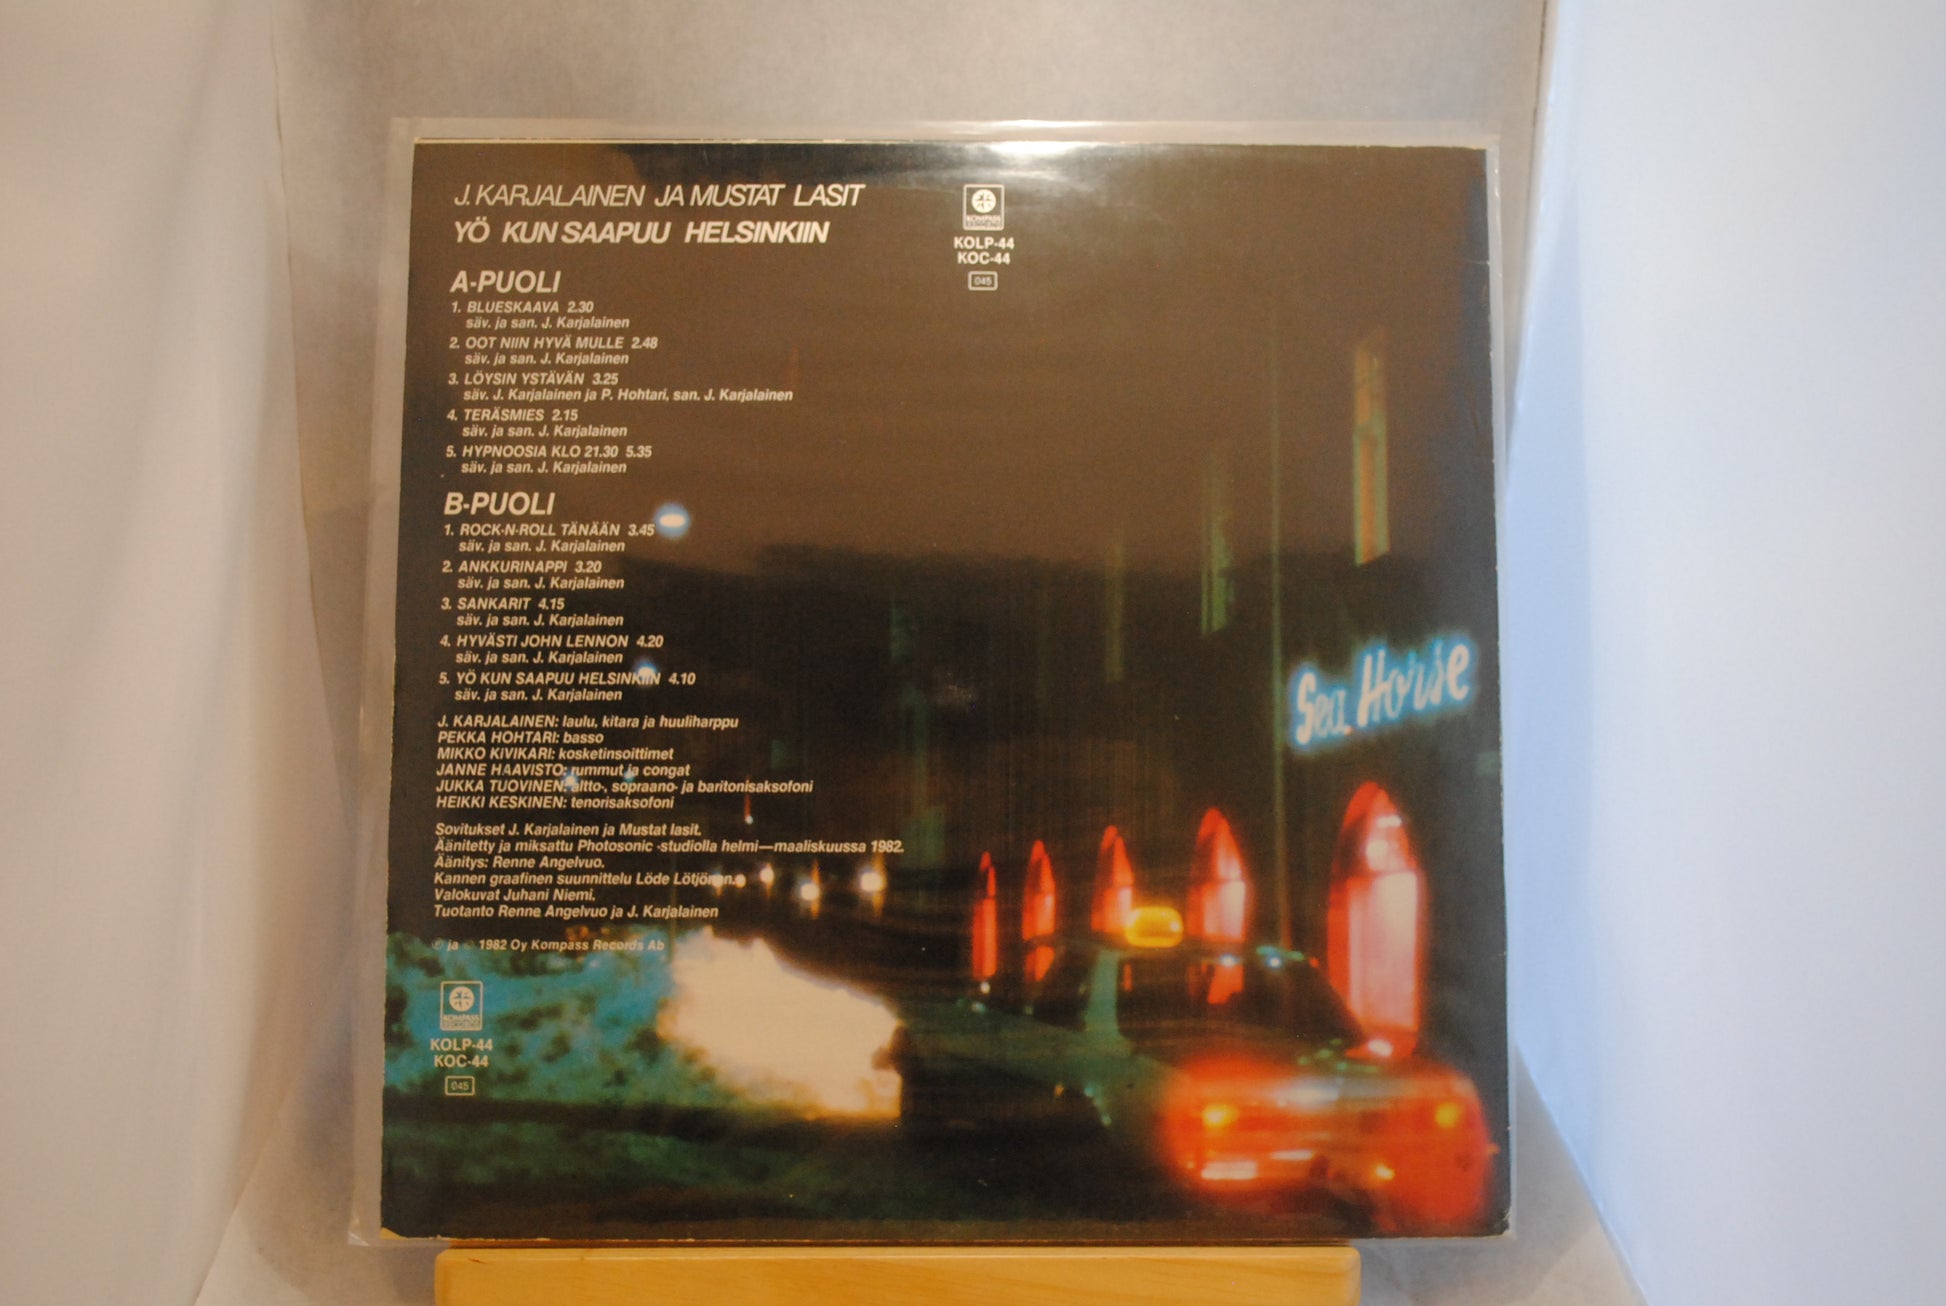 J. KARJALAINEN JA MUSTAT LASIT
YÖ KUN SAAPUU HELSINKIIN
KOMPASS
RECORDS
KOLP-44
KOC-44
045
A-PUOLI
1. BLUESKAAVA 2.30
säv. ja san. J. Karjalainen
2. OOT NIIN HYVÄ MULLE 2.48
säv. ja san. J. Karjalainen
3. LÖYSIN YSTÄVÄN 3.25
säv. J. Karjalainen ja P. Hohtari, san. J. Karjalainen
4. TERÄSMIES 2.15
säv. ja san. J. Karjalainen
5. HYPNOOSIA KLO 21.30 5.35
säv. ja san. J. Karjalainen
B-PUOLI
1. ROCK-N-ROLL TÄNÄÄN 3.45
säv. ja san. J. Karjalainen
2. ANKKURINAPPI 3.20
säv. ja san. J. Karjalainen
3. SANKARIT 4.15
säv. ja san. J. Karjalainen
4. HYVÄSTI JOHN LENNON 4.20
säv. ja san. J. Karjalainen
5. YÖ KUN SAAPUU HELSINKIIN 4.10
säv. ja san. J. Karjalainen
J. KARJALAINEN: laulu, kitara ja huuliharppu
PEKKA HOHTARI: basso
MIKKO KIVIKARI: kosketinsoittimet
JANNE HAAVISTO: rummut ja congat
JUKKA TUOVINEN: altto-, sopraano- ja baritonisaksofoni
HEIKKI KESKINEN: tenorisaksofoni
Sovitukset J. Karjalainen ja Mustat lasit.
Äänitetty ja miksattu Photosonic -studiolla helmi—maaliskuussa 1982.
Äänitys: Renne Angelvuo.
Kannen graafinen suunnittelu Löde Lötjönen.
Valokuvat Juhani Niemi.
Tuotanto Renne Angelvuo ja J. Karjalainen
℗ ja © 1982 Oy Kompass Records Ab
KOMPASS
RECORDS
KOLP-44
KOC-44
045
Sea Horse